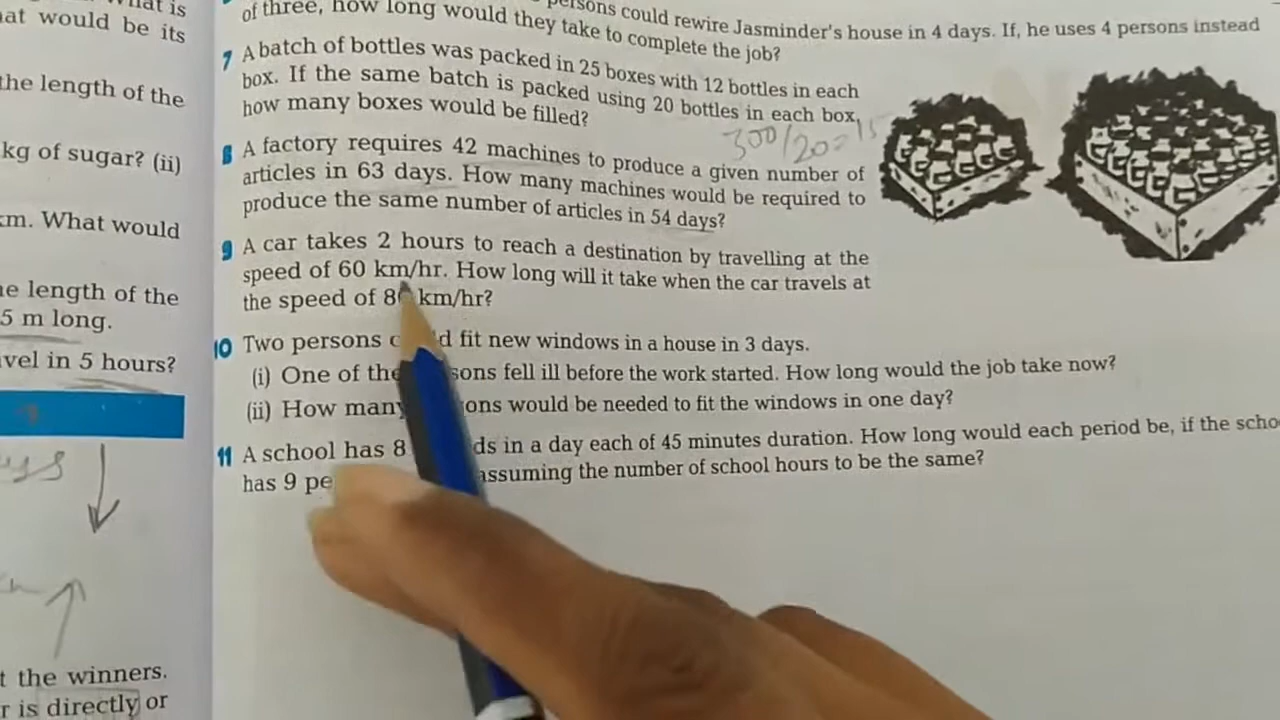 hat is
at would be its
the length of the
kg of sugar? (ii)
m. What would
e length of the
5 m long.
vel in 5 hours?
t the winners.
r is directly or
persons could rewire Jasminder's house in 4 days. If, he uses 4 persons instead
of three, how long would they take to complete the job?
7 A batch of bottles was packed in 25 boxes with 12 bottles in each
box. If the same batch is packed using 20 bottles in each box,
how many boxes would be filled?
300/20=15
8 A factory requires 42 machines to produce a given number of
articles in 63 days. How many machines would be required to
produce the same number of articles in 54 days?
9 A car takes 2 hours to reach a destination by travelling at the
speed of 60 km/hr. How long will it take when the car travels at
the speed of 8 km/hr?
10 Two persons c d fit new windows in a house in 3 days.
(i) One of the sons fell ill before the work started. How long would the job take now?
(ii) How many ons would be needed to fit the windows in one day?
11 A school has 8 ds in a day each of 45 minutes duration. How long would each period be, if the scho
has 9 pe assuming the number of school hours to be the same?